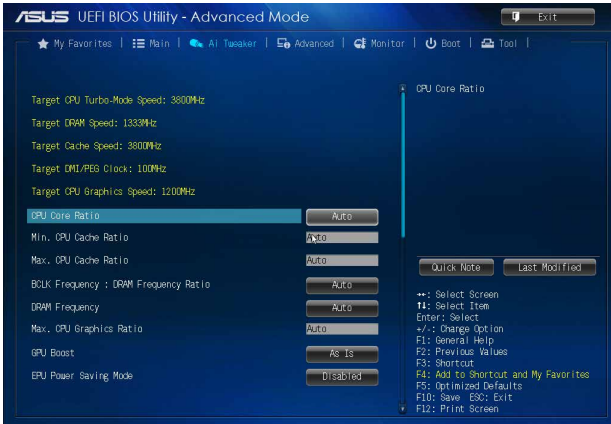 ASUS UEFI BIOS Utility - Advanced Mode
Exit
My Favorites | Main | Ai Tweaker | Advanced | Monitor | Boot | Tool |
Target CPU Turbo-Mode Speed: 3800MHz
Target DRAM Speed: 1333MHz
Target Cache Speed: 3800MHz
Target DMI/PEG Clock: 100MHz
Target CPU Graphics Speed: 1200MHz
CPU Core Ratio Auto
Min. CPU Cache Ratio Auto
Max. CPU Cache Ratio Auto
BCLK Frequency : DRAM Frequency Ratio Auto
DRAM Frequency Auto
Max. CPU Graphics Ratio Auto
GPU Boost As Is
EPU Power Saving Mode Disabled
CPU Core Ratio
Quick Note Last Modified
→←: Select Screen
↑↓: Select Item
Enter: Select
+/-: Change Option
F1: General Help
F2: Previous Values
F3: Shortcut
F4: Add to Shortcut and My Favorites
F5: Optimized Defaults
F10: Save ESC: Exit
F12: Print Screen